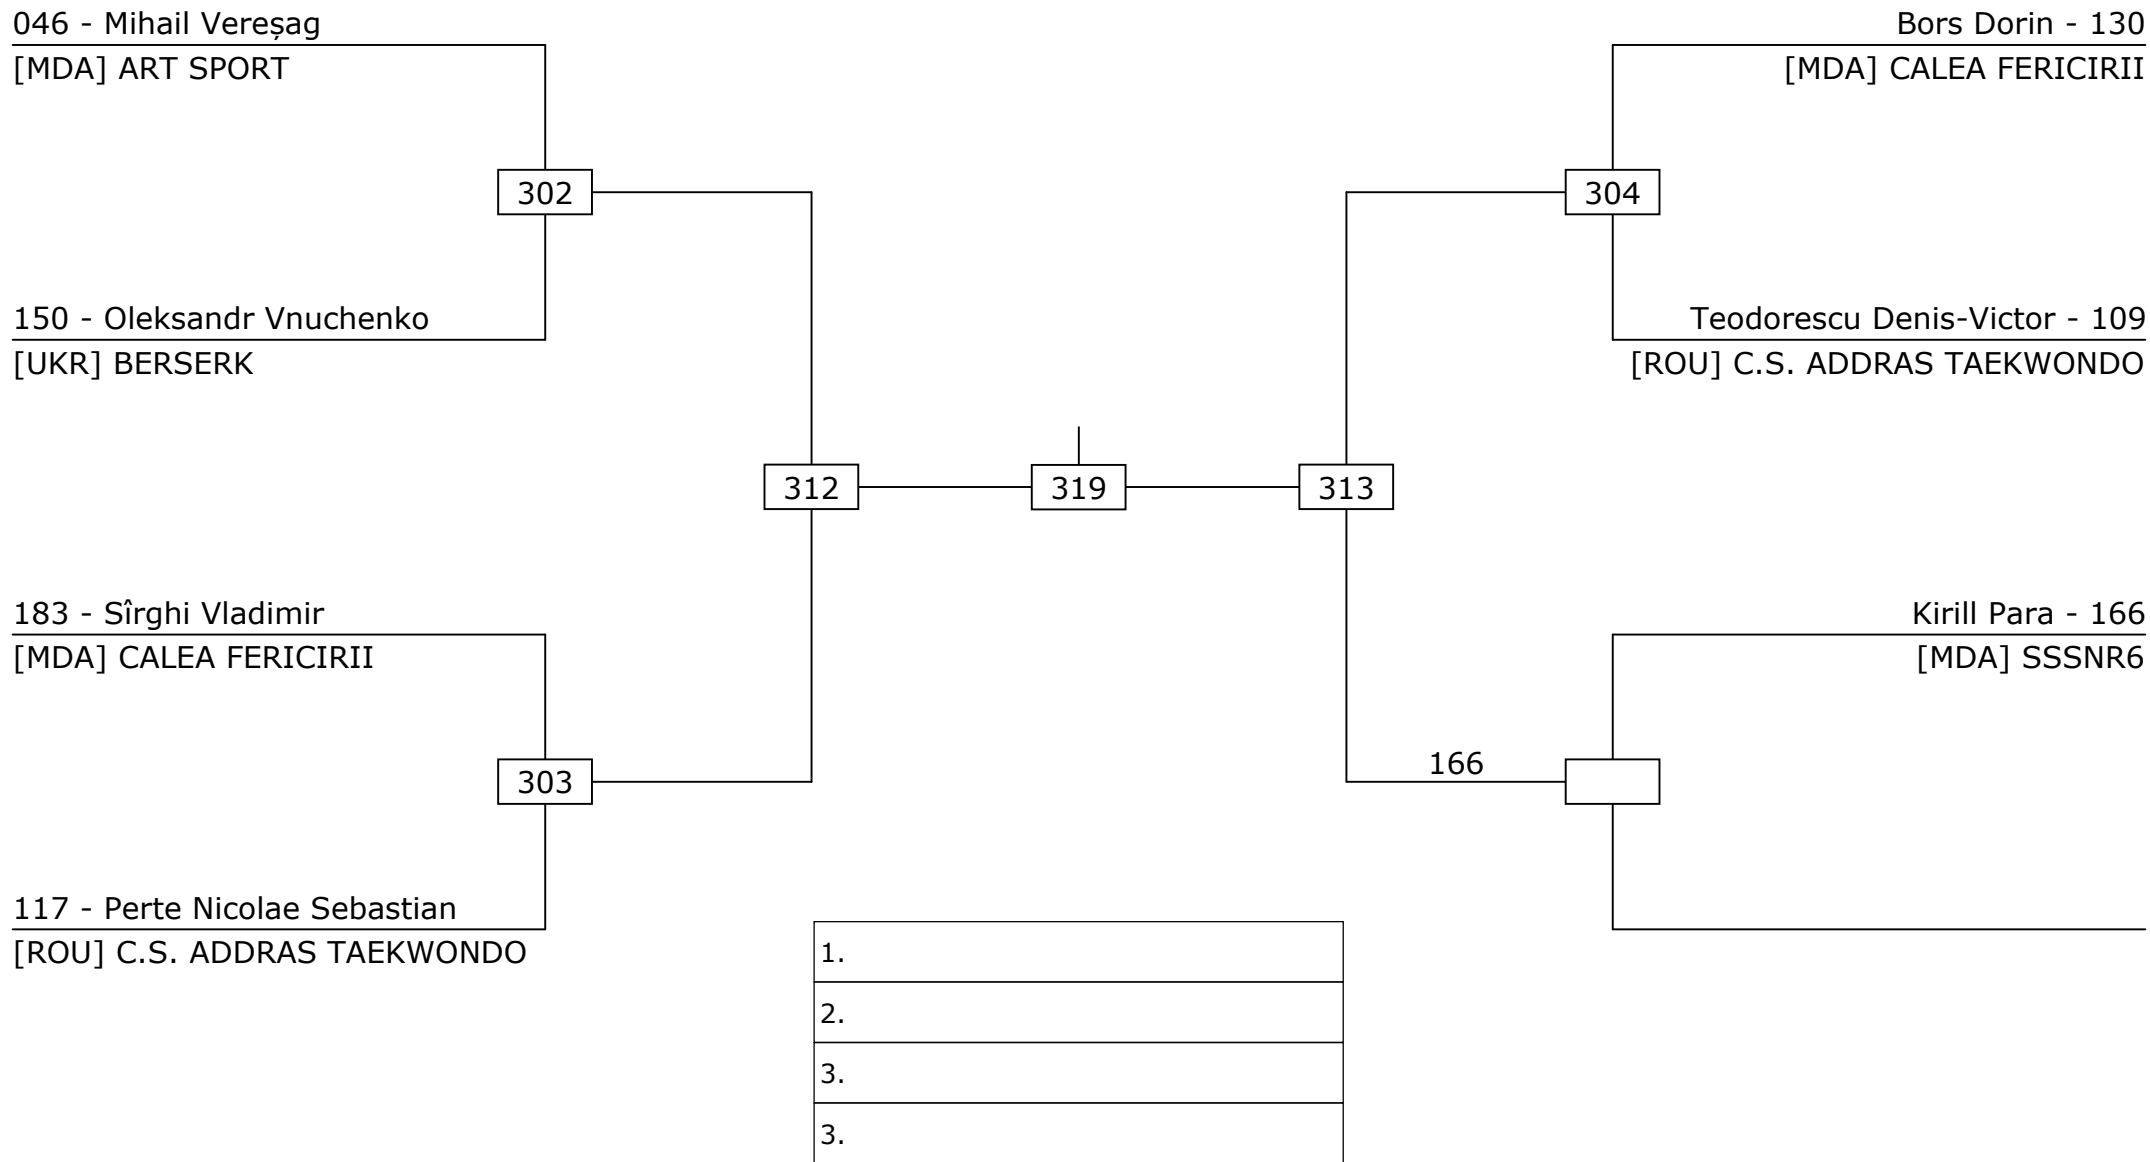 046 - Mihail Vereșag
[MDA] ART SPORT
302
150 - Oleksandr Vnuchenko
[UKR] BERSERK
183 - Sîrghi Vladimir
[MDA] CALEA FERICIRII
303
117 - Perte Nicolae Sebastian
[ROU] C.S. ADDRAS TAEKWONDO
312
319
313
Bors Dorin - 130
[MDA] CALEA FERICIRII
304
Teodorescu Denis-Victor - 109
[ROU] C.S. ADDRAS TAEKWONDO
Kirill Para - 166
[MDA] SSSNR6
166
1.
2.
3.
3.